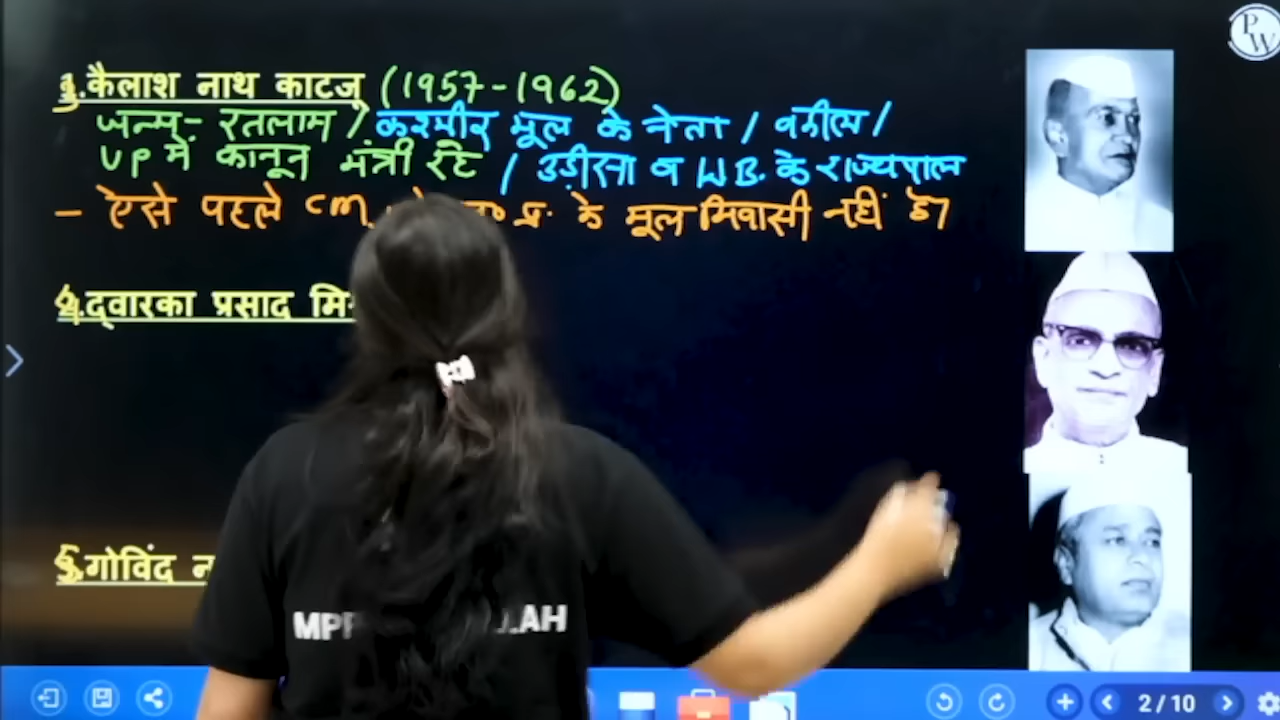 PW
3.कैलाश नाथ काटजू (1957-1962)
जन्म- रतलाम / कश्मीर मूल के नेता / वकील /
UP में कानून मंत्री रहे / उड़ीसा व W.B. के राज्यपाल
- ऐसे पहले CM के मूल निवासी नहीं थे
4.द्वारका प्रसाद
5.गोविंद
2/10